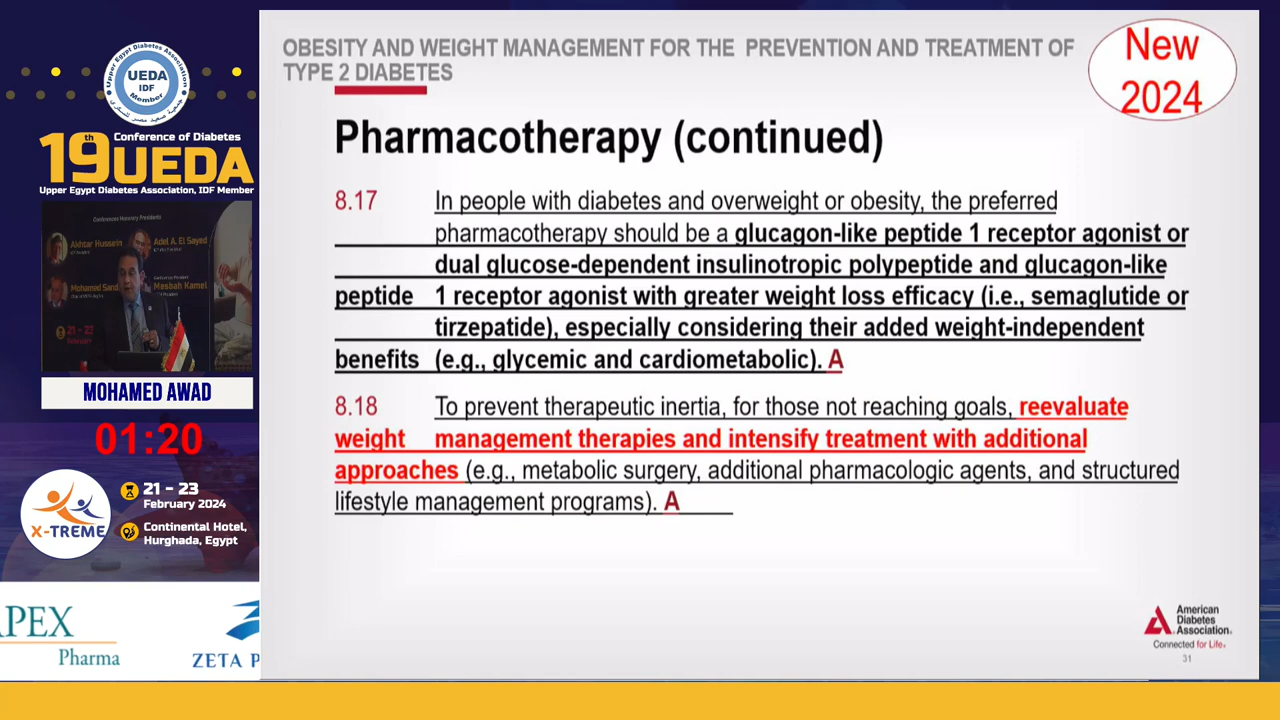 OBESITY AND WEIGHT MANAGEMENT FOR THE PREVENTION AND TREATMENT OF
TYPE 2 DIABETES
New
2024
Pharmacotherapy (continued)
8.17 In people with diabetes and overweight or obesity, the preferred
pharmacotherapy should be a glucagon-like peptide 1 receptor agonist or
dual glucose-dependent insulinotropic polypeptide and glucagon-like
peptide 1 receptor agonist with greater weight loss efficacy (i.e., semaglutide or
tirzepatide), especially considering their added weight-independent
benefits (e.g., glycemic and cardiometabolic). A
8.18 To prevent therapeutic inertia, for those not reaching goals, reevaluate
weight management therapies and intensify treatment with additional
approaches (e.g., metabolic surgery, additional pharmacologic agents, and structured
lifestyle management programs). A
American
Diabetes
Association.
Connected for Life.
31
Upper Egypt Diabetes Association
UEDA
IDF
Member
Conference of Diabetes
19th UEDA
Upper Egypt Diabetes Association, IDF Member
Conferences Honorary Presidents
Akhtar Hussein
Adel A. El Sayed
Mohamed Sand
Mesbah Kamel
21 - 23
MOHAMED AWAD
01:20
X-TREME
21 - 23
February 2024
Continental Hotel,
Hurghada, Egypt
APEX
Pharma
ZETA P